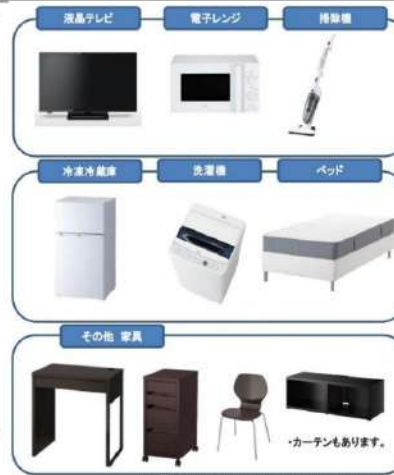 液晶テレビ
電子レンジ
掃除機
冷凍冷蔵庫
洗濯機
ベッド
その他 家具
・カーテンもあります。